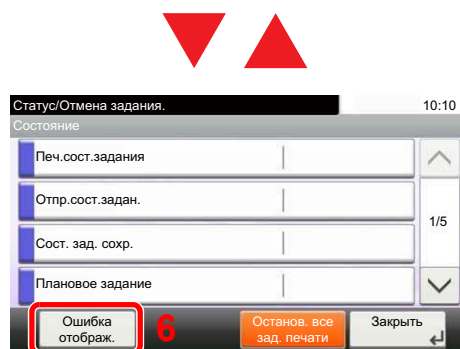 Статус/Отмена задания.
10:10
Состояние
Печ.сост.задания
Отпр.сост.задан.
1/5
Сост. зад. сохр.
Плановое задание
Ошибка
отображ.
6
Останов. все
зад. печати
Закрыть